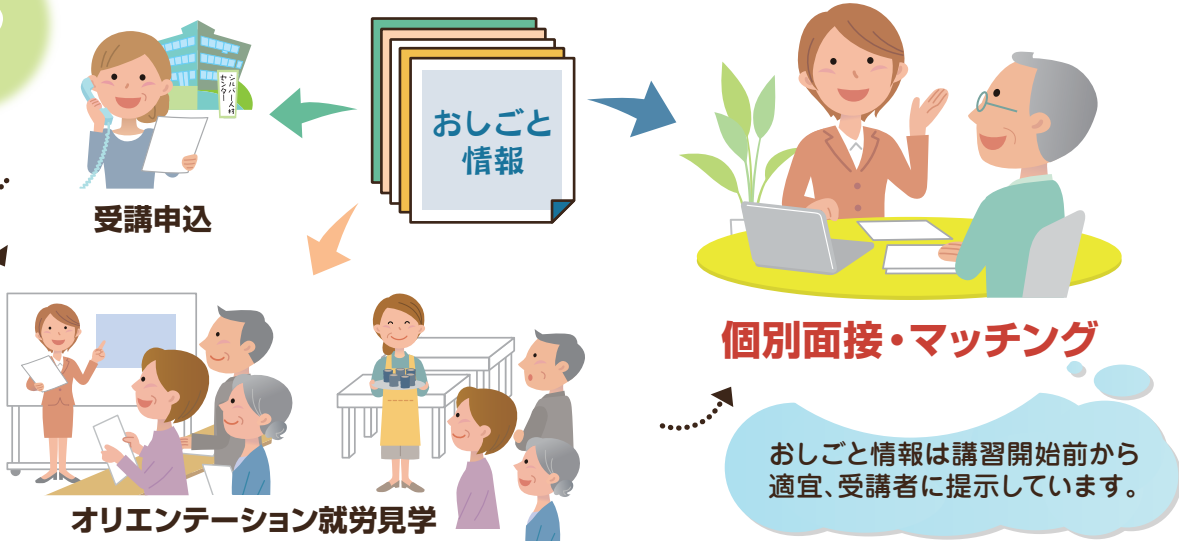 シルバー人材
センター
おしごと
情報
受講申込
個別面接・マッチング
おしごと情報は講習開始前から
適宜、受講者に提示しています。
オリエンテーション就労見学